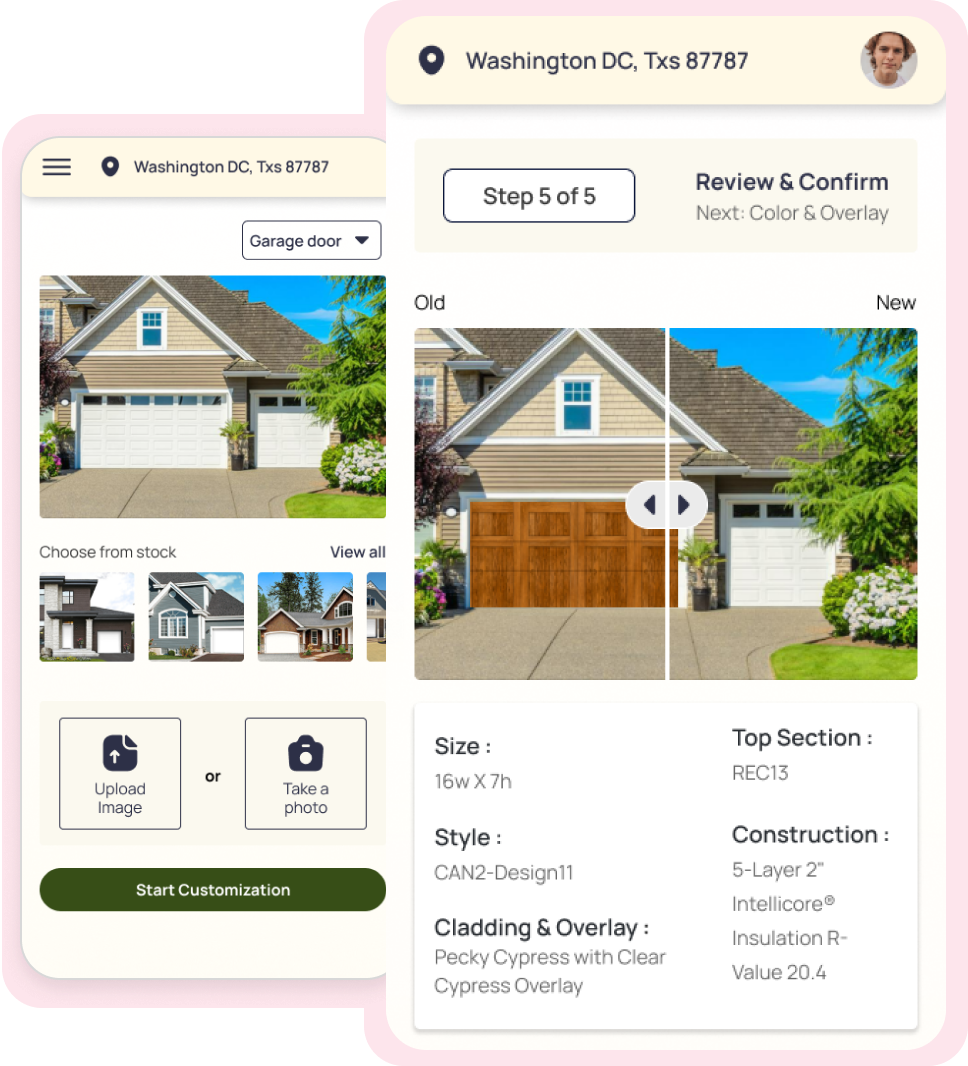 Washington DC, Txs 87787
Garage door
Choose from stock
View all
Upload
Image
or
Take a
photo
Start Customization
Washington DC, Txs 87787
Step 5 of 5
Review & Confirm
Next: Color & Overlay
Old
New
Size :
16w X 7h
Style :
CAN2-Design11
Cladding & Overlay :
Pecky Cypress with Clear
Cypress Overlay
Top Section :
REC13
Construction :
5-Layer 2"
Intellicore®
Insulation R-
Value 20.4